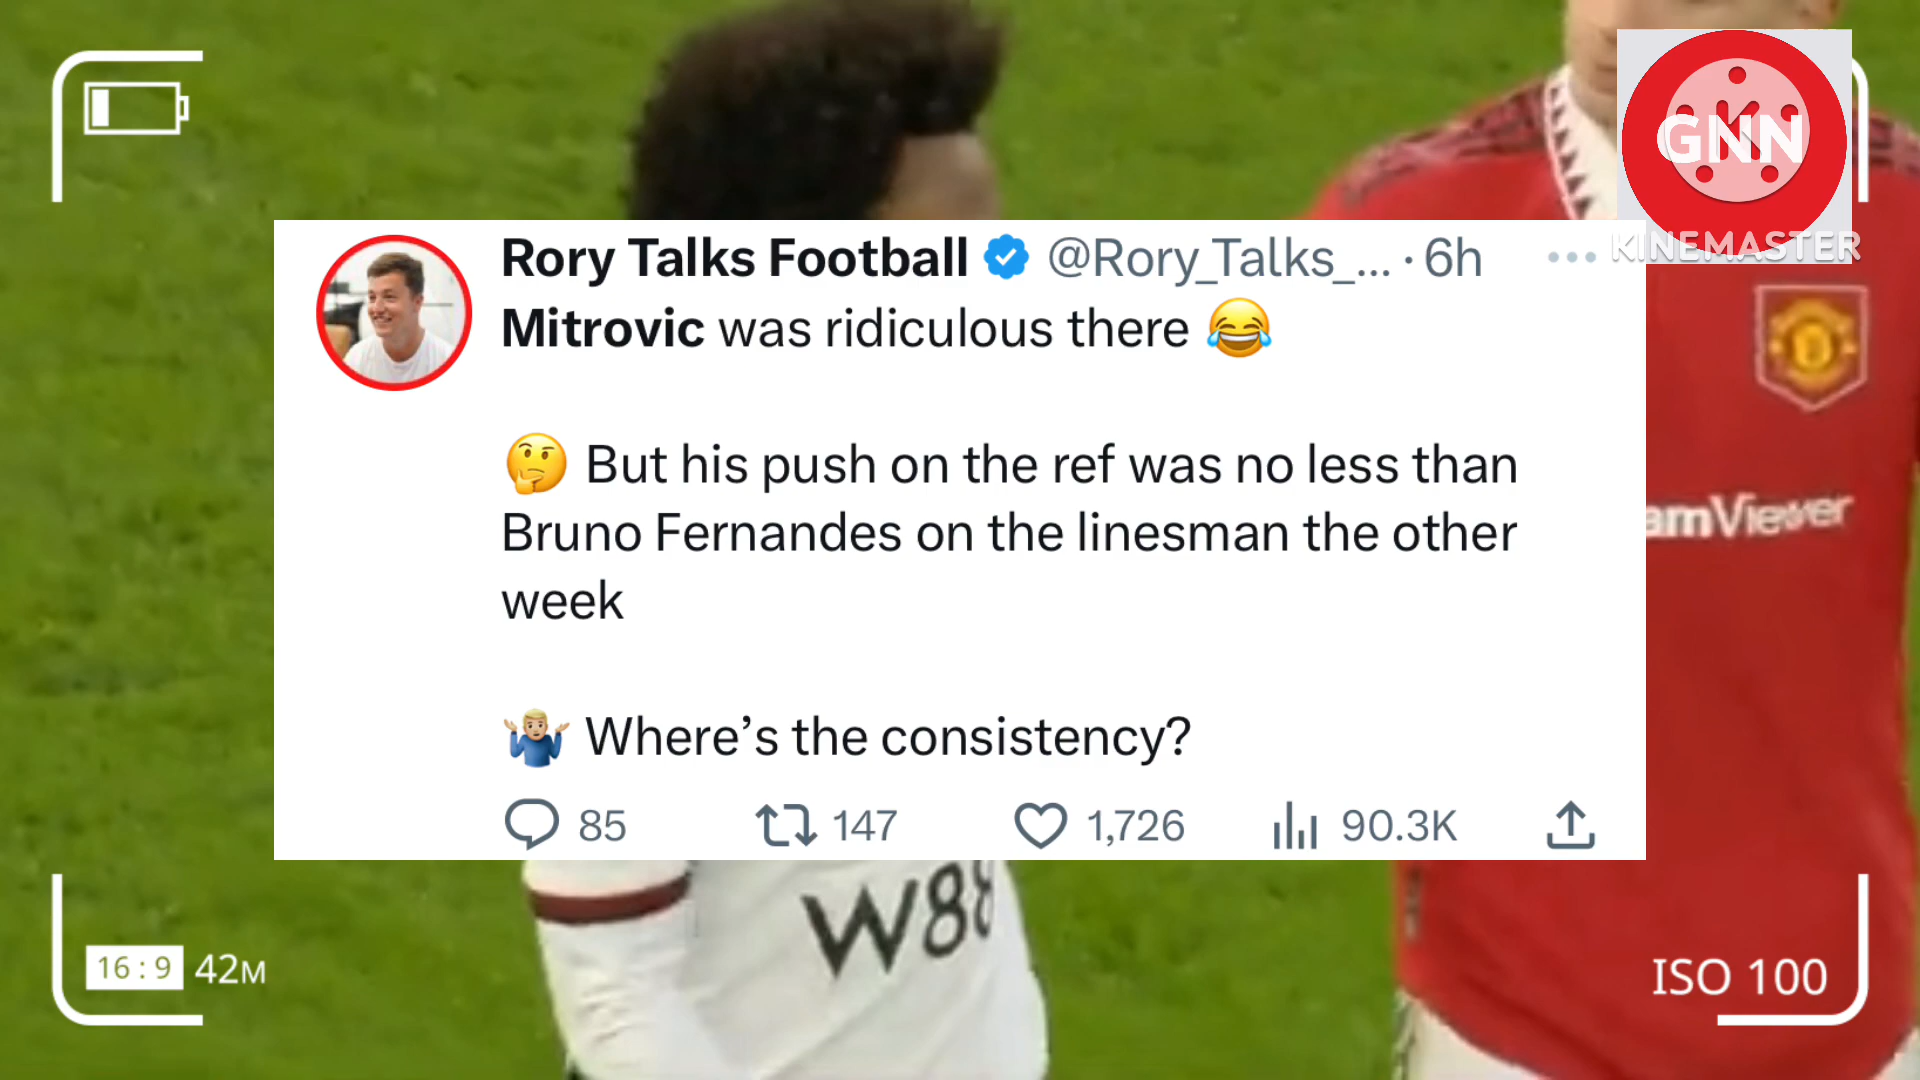 GNN
KINEMASTER
Rory Talks Football @Rory_Talks_... · 6h
Mitrovic was ridiculous there 😂
🤔 But his push on the ref was no less than
Bruno Fernandes on the linesman the other
week
🤷🏼‍♂️ Where’s the consistency?
85 147 1,726 90.3K
amViewer
W88
16:9 42M
ISO 100